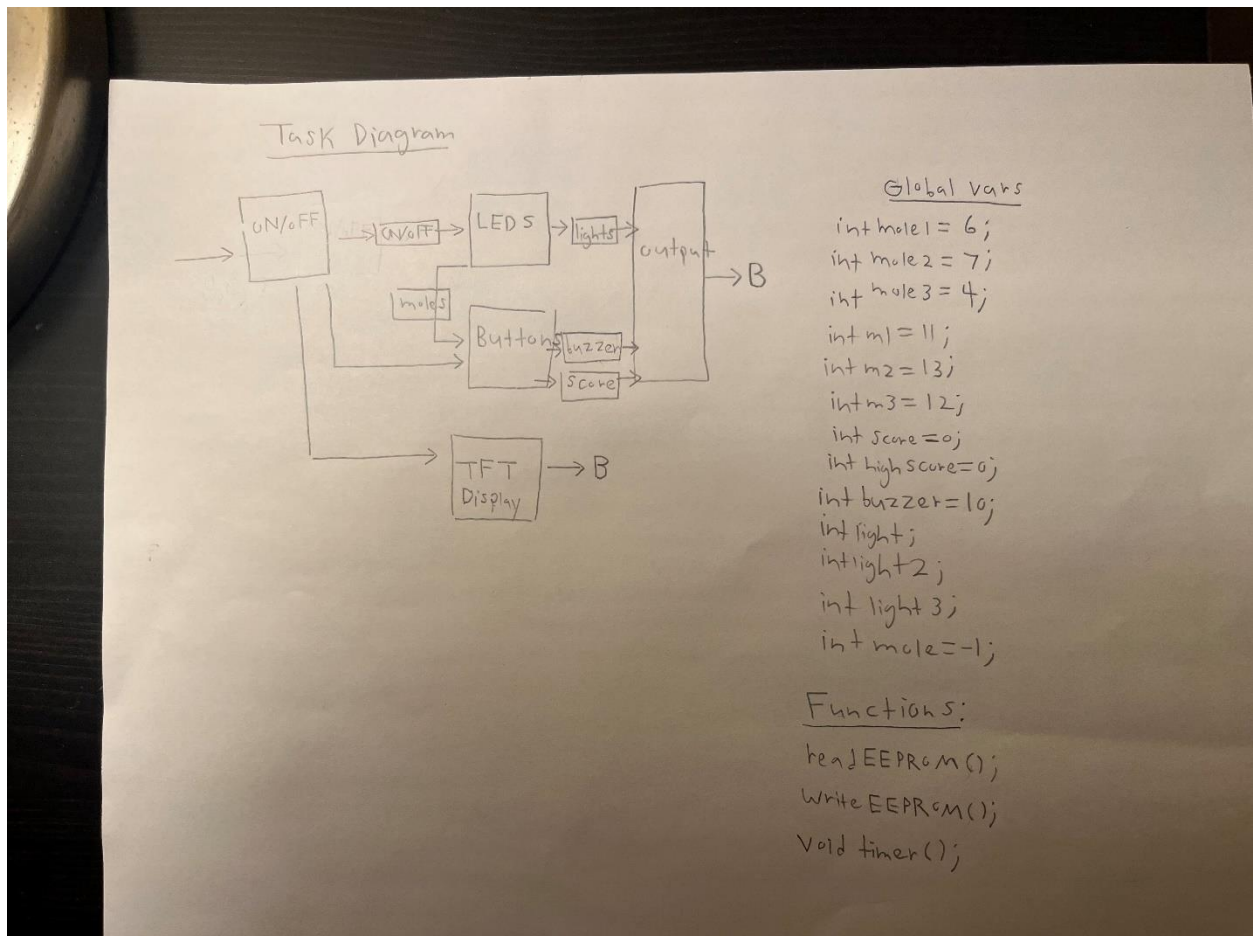 Task Diagram
ON/OFF
ON/OFF
LEDS
lights
output
B
moles
Buttons
buzzer
score
TFT
Display
B
Global vars
int mole1 = 6;
int mole2 = 7;
int mole3 = 4;
int m1 = 11;
int m2 = 13;
int m3 = 12;
int score = 0;
int highscore = 0;
int buzzer = 10;
int light;
int light2;
int light3;
int mole = -1;
Functions:
readEEPROM();
WriteEEPROM();
Void timer();